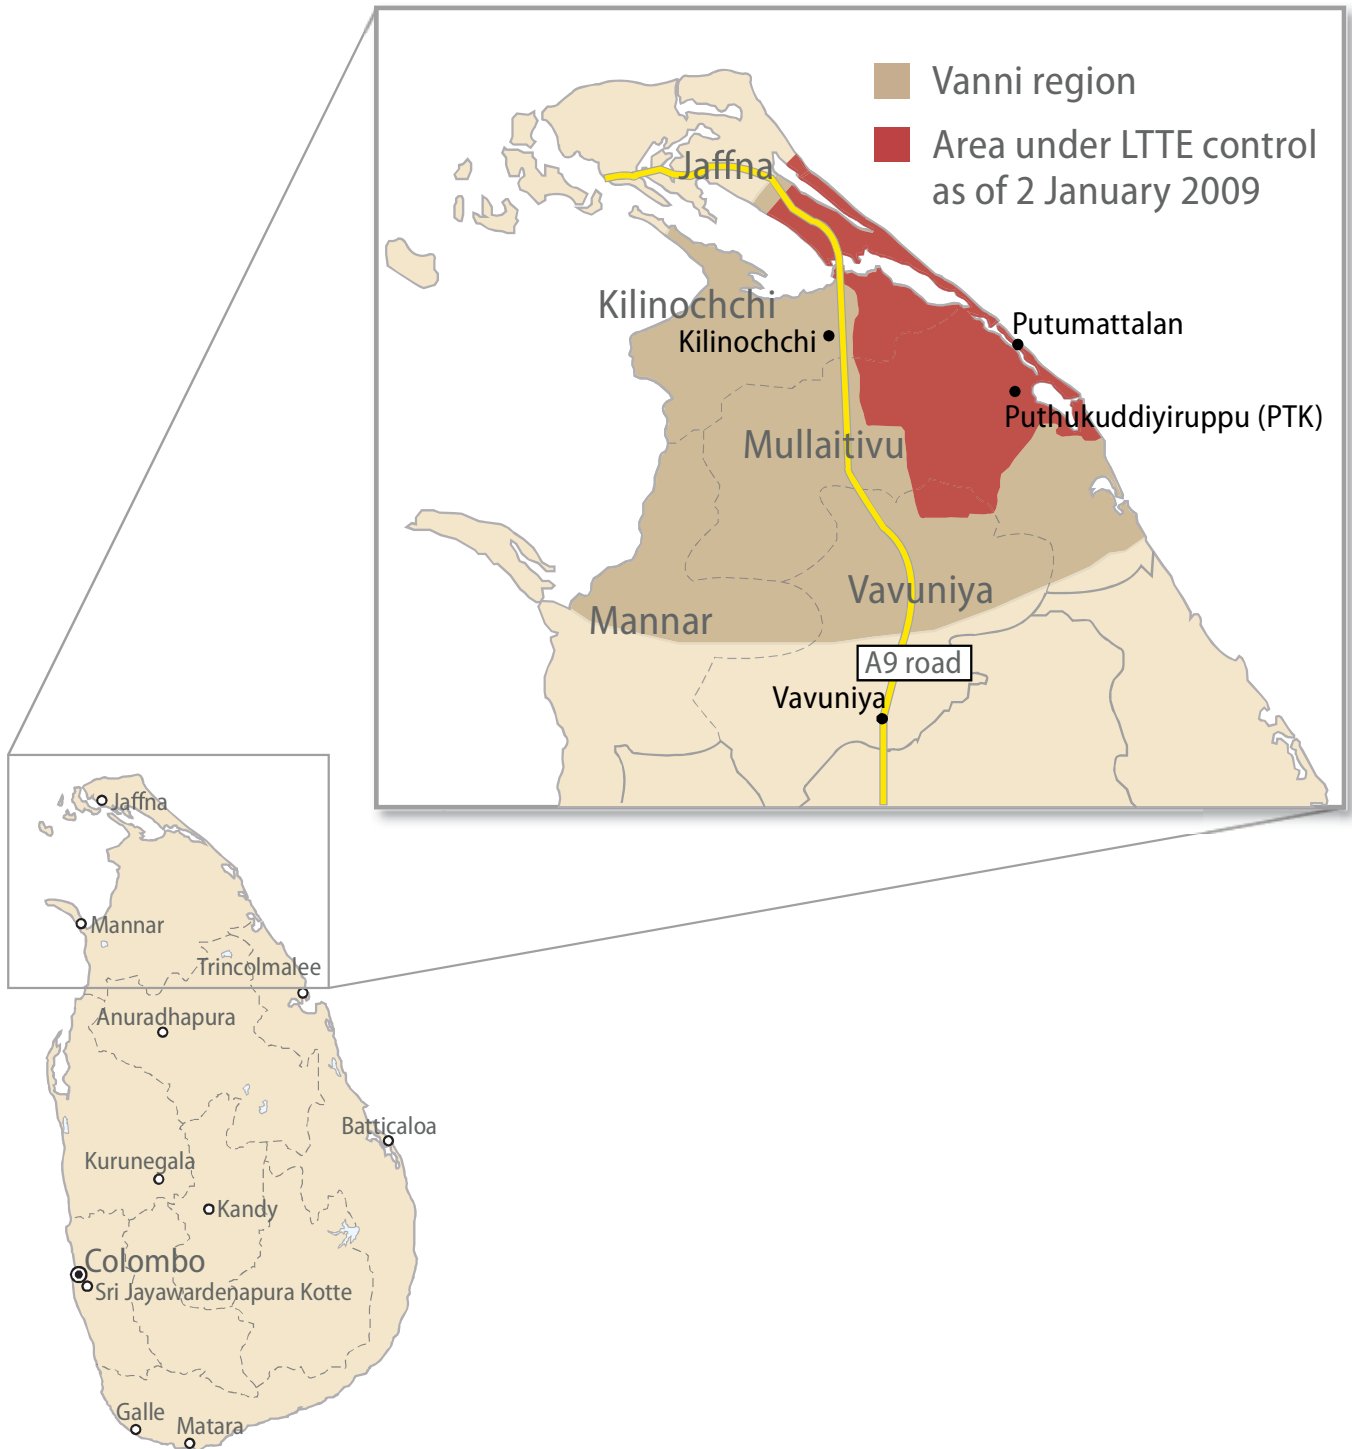 Vanni region
Area under LTTE control
as of 2 January 2009
Jaffna
Kilinochchi
Kilinochchi
Putumattalan
Puthukuddiyiruppu (PTK)
Mullaitivu
Vavuniya
Mannar
A9 road
Vavuniya
Jaffna
Mannar
Trincolmalee
Anuradhapura
Batticaloa
Kurunegala
Kandy
Colombo
Sri Jayawardenapura Kotte
Galle
Matara